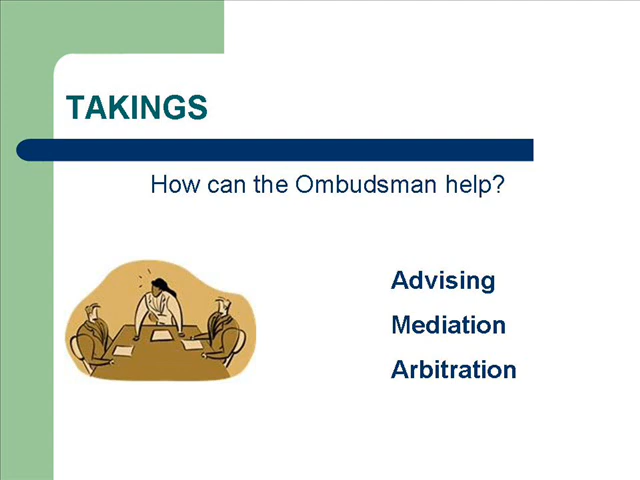 TAKINGS
How can the Ombudsman help?
Advising
Mediation
Arbitration